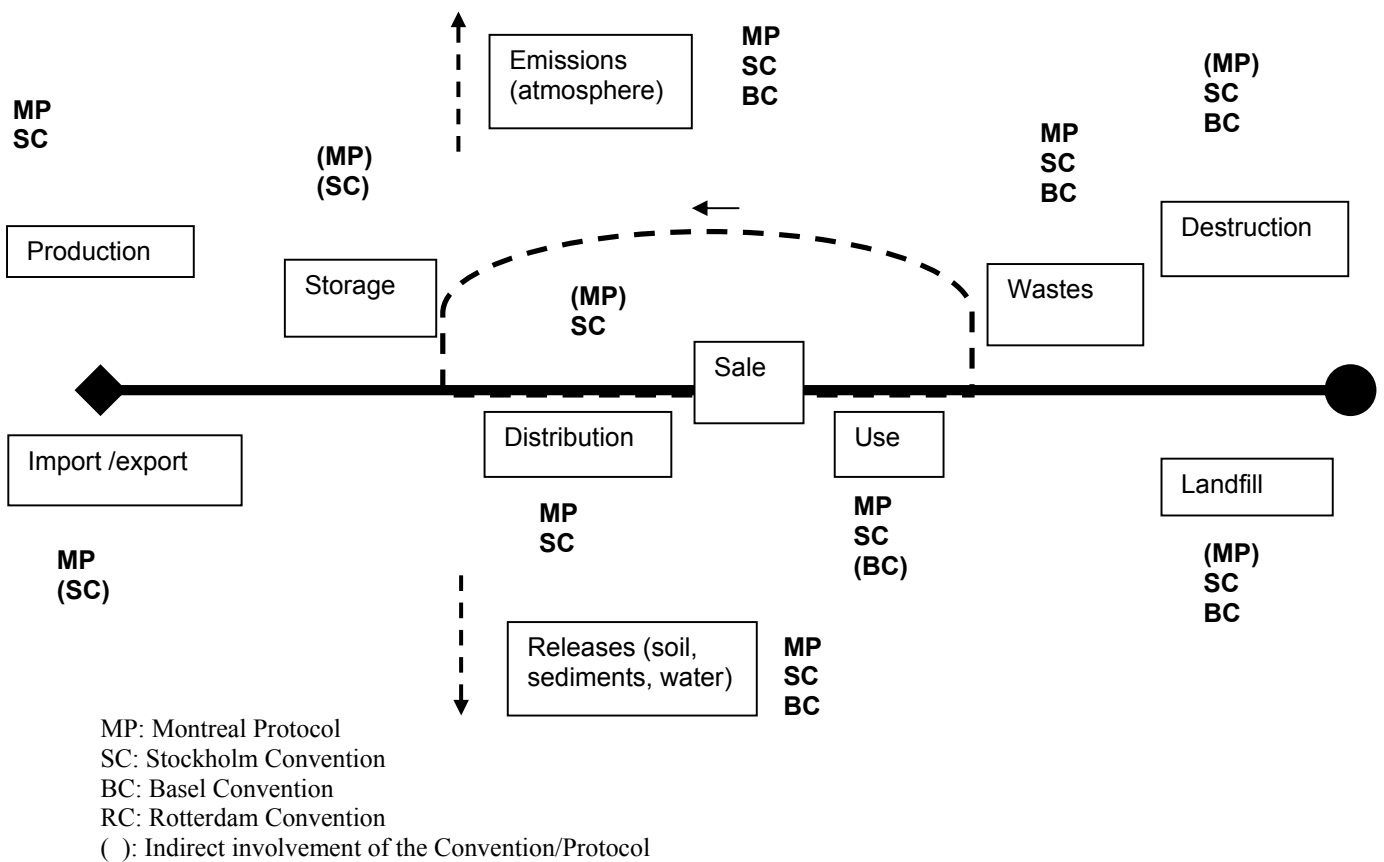 Emissions
(atmosphere)
MP
SC
BC
(MP)
SC
BC
MP
SC
(MP)
(SC)
MP
SC
BC
Production
Destruction
Storage
(MP)
SC
Wastes
Sale
Import /export
Distribution
Use
Landfill
MP
(SC)
MP
SC
MP
SC
(BC)
(MP)
SC
BC
Releases (soil,
sediments, water)
MP
SC
BC
MP: Montreal Protocol
SC: Stockholm Convention
BC: Basel Convention
RC: Rotterdam Convention
( ): Indirect involvement of the Convention/Protocol